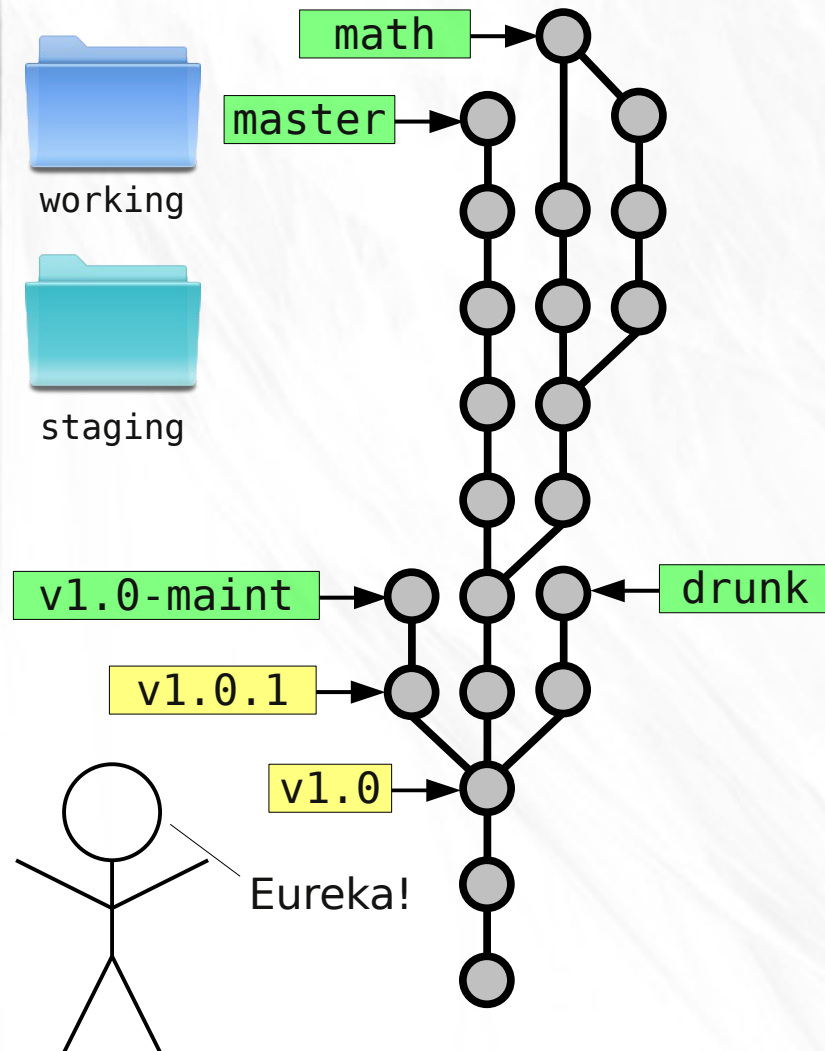 math
master
working
staging
v1.0-maint
drunk
v1.0.1
v1.0
Eureka!